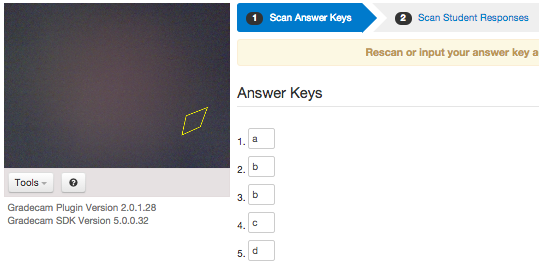 1 Scan Answer Keys
2 Scan Student Responses
Rescan or input your answer key a
Answer Keys
1. a
2. b
3. b
4. c
5. d
Tools
?
Gradecam Plugin Version 2.0.1.28
Gradecam SDK Version 5.0.0.32